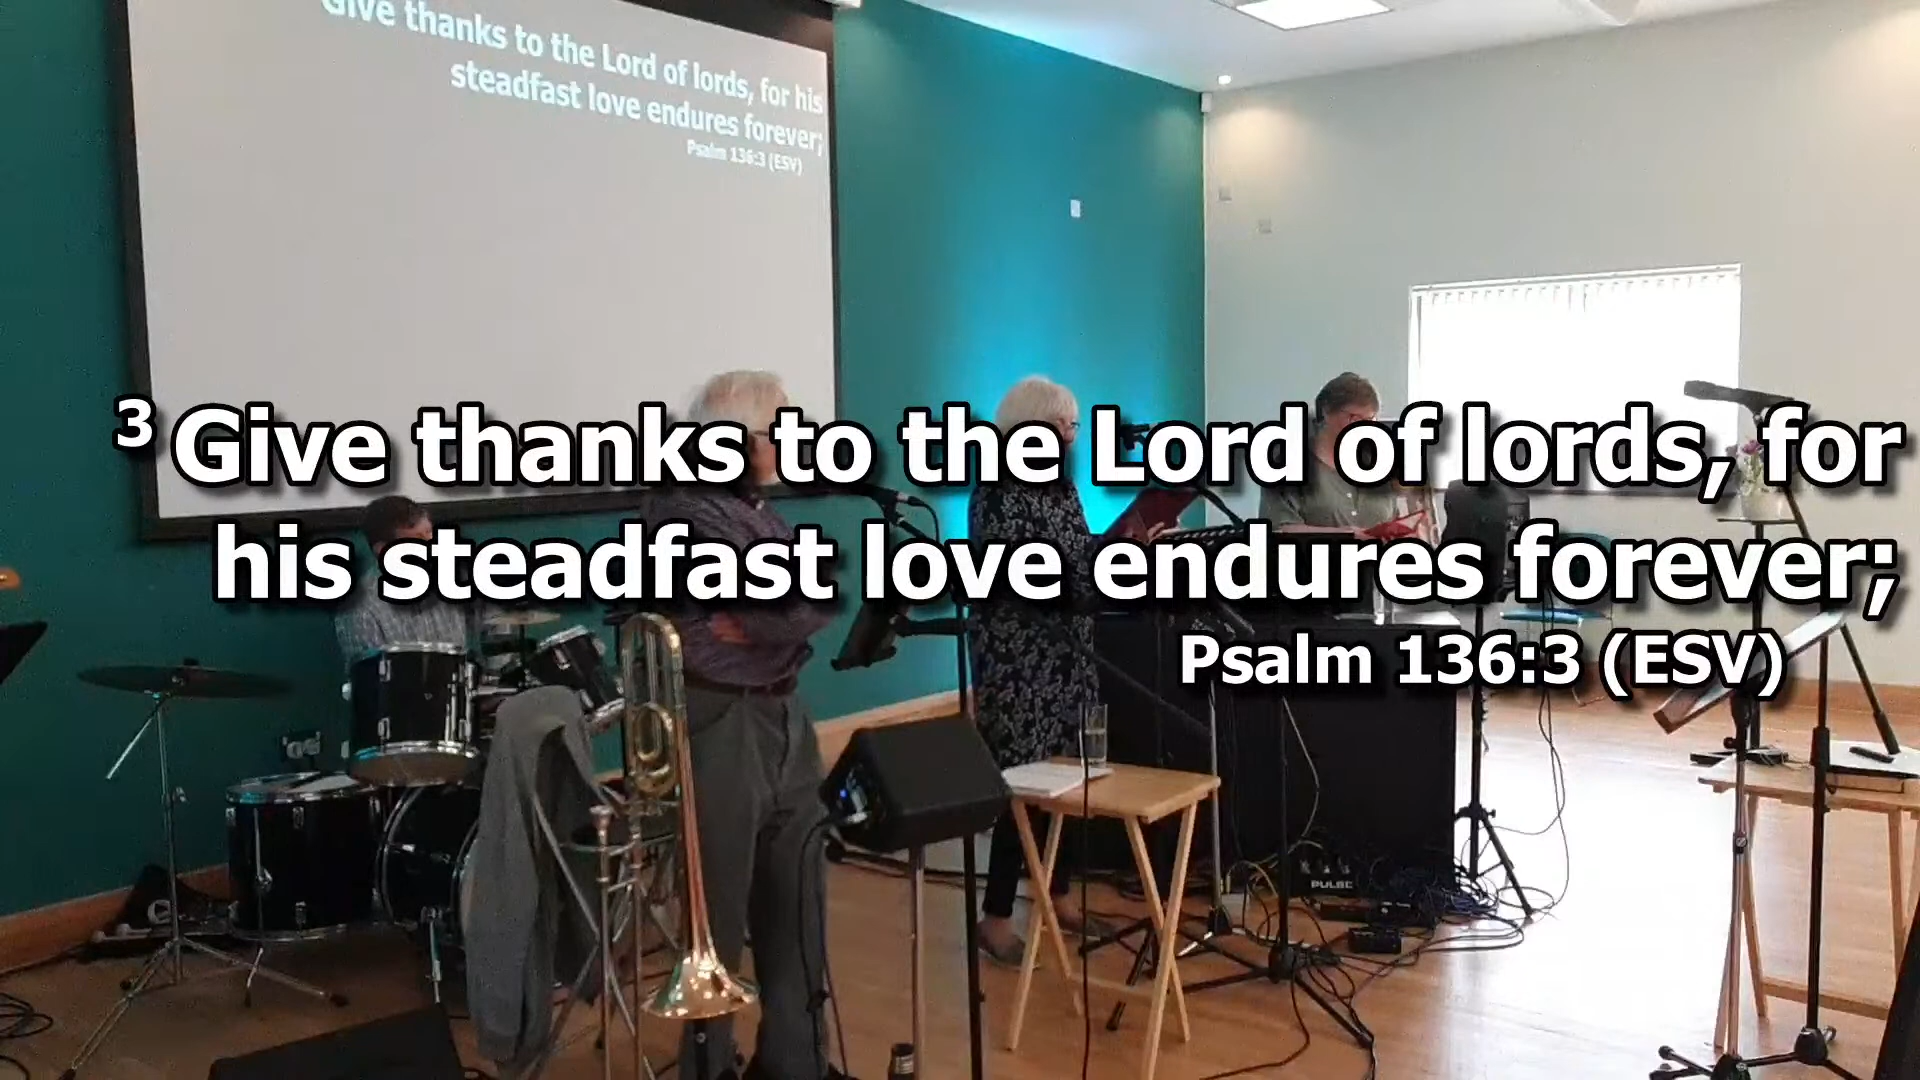 Give thanks to the Lord of lords, for his
steadfast love endures forever;
Psalm 136:3 (ESV)
3 Give thanks to the Lord of lords, for
his steadfast love endures forever;
Psalm 136:3 (ESV)
PULSE